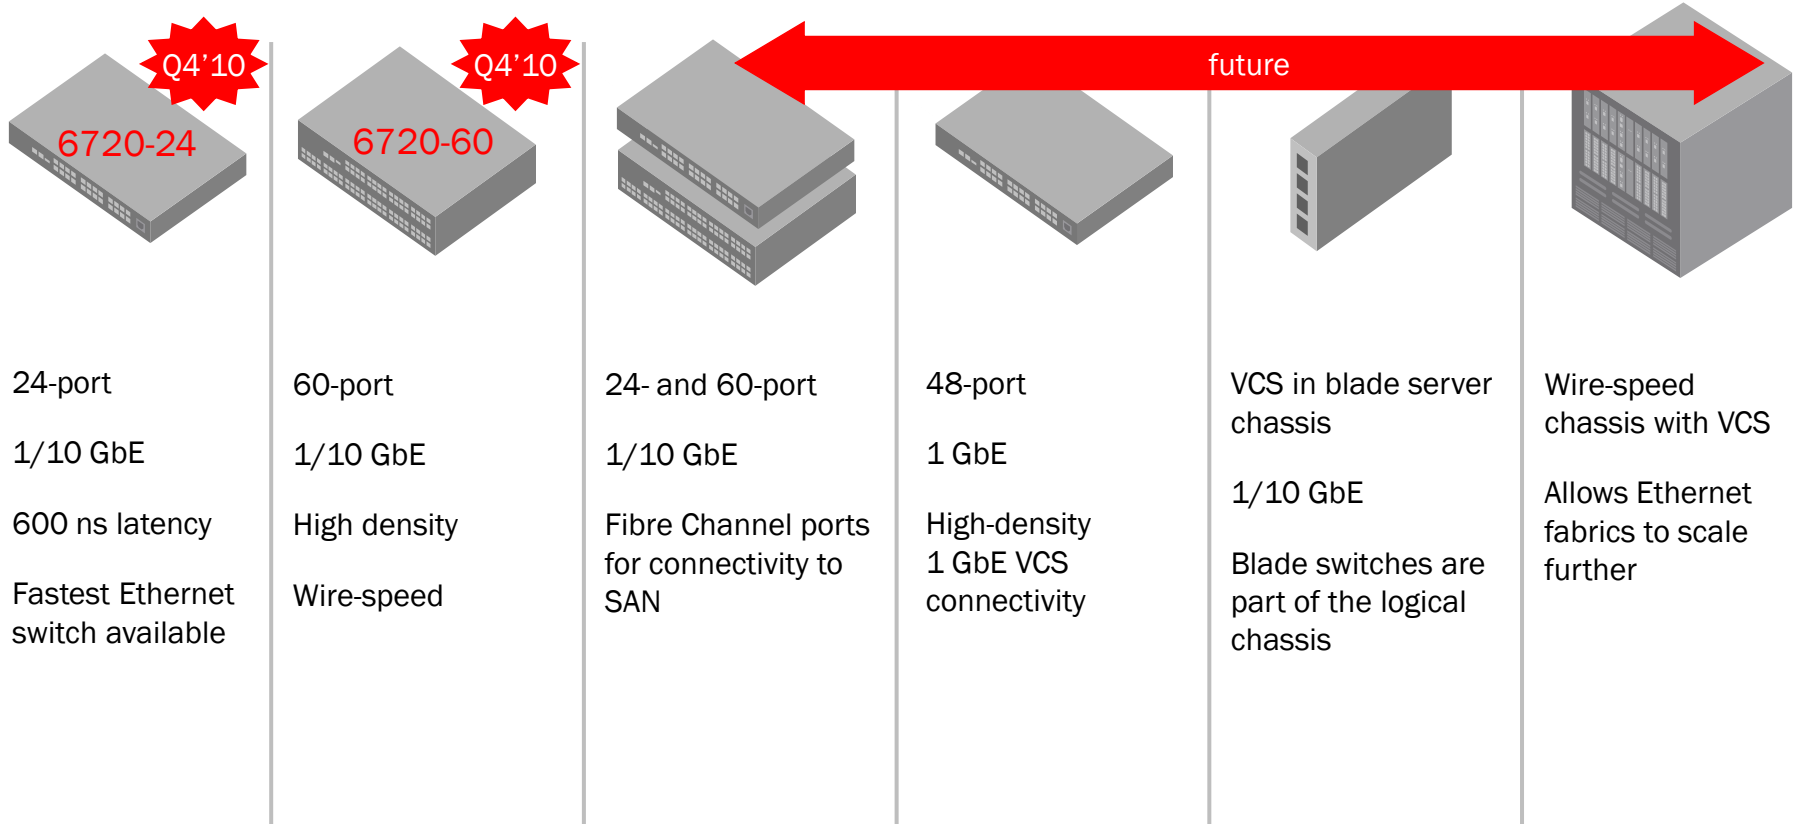 Q4’10
6720-24
24-port
1/10 GbE
600 ns latency
Fastest Ethernet
switch available
Q4’10
6720-60
60-port
1/10 GbE
High density
Wire-speed
future
24- and 60-port
1/10 GbE
Fibre Channel ports
for connectivity to
SAN
48-port
1 GbE
High-density
1 GbE VCS
connectivity
VCS in blade server
chassis
1/10 GbE
Blade switches are
part of the logical
chassis
Wire-speed
chassis with VCS
Allows Ethernet
fabrics to scale
further